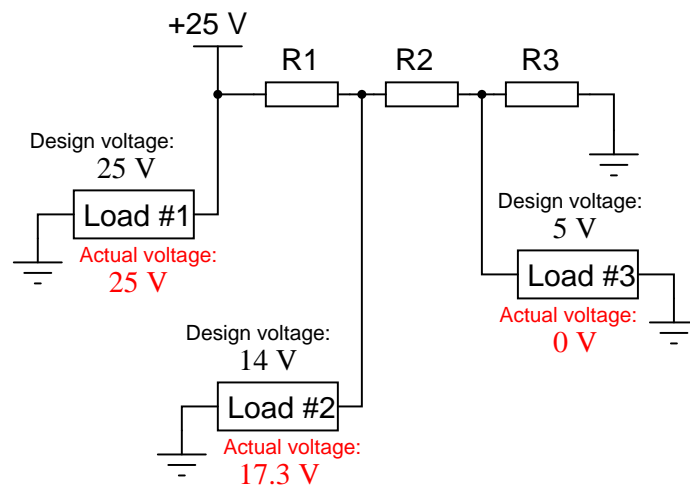 +25 V
R1 R2 R3
Design voltage:
25 V
Load #1
Actual voltage:
25 V
Design voltage:
5 V
Load #3
Actual voltage:
0 V
Design voltage:
14 V
Load #2
Actual voltage:
17.3 V